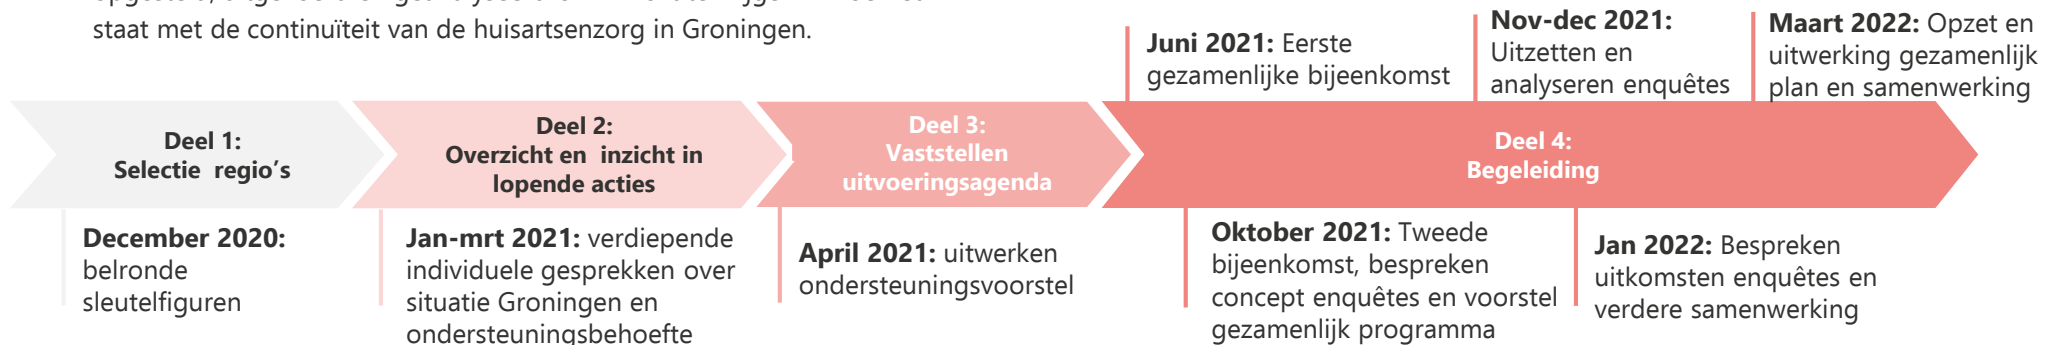 staat met de continuïteit van de huisartsenzorg in Groningen.
Juni 2021: Eerste
gezamenlijke bijeenkomst
Nov-dec 2021:
Uitzetten en
analyseren enquêtes
Maart 2022: Opzet en
uitwerking gezamenlijk
plan en samenwerking
Deel 1:
Selectie regio’s
Deel 2:
Overzicht en inzicht in
lopende acties
Deel 3:
Vaststellen
uitvoeringsagenda
Deel 4:
Begeleiding
December 2020:
belronde
sleutelfiguren
Jan-mrt 2021: verdiepende
individuele gesprekken over
situatie Groningen en
ondersteuningsbehoefte
April 2021: uitwerken
ondersteuningsvoorstel
Oktober 2021: Tweede
bijeenkomst, bespreken
concept enquêtes en voorstel
gezamenlijk programma
Jan 2022: Bespreken
uitkomsten enquêtes en
verdere samenwerking